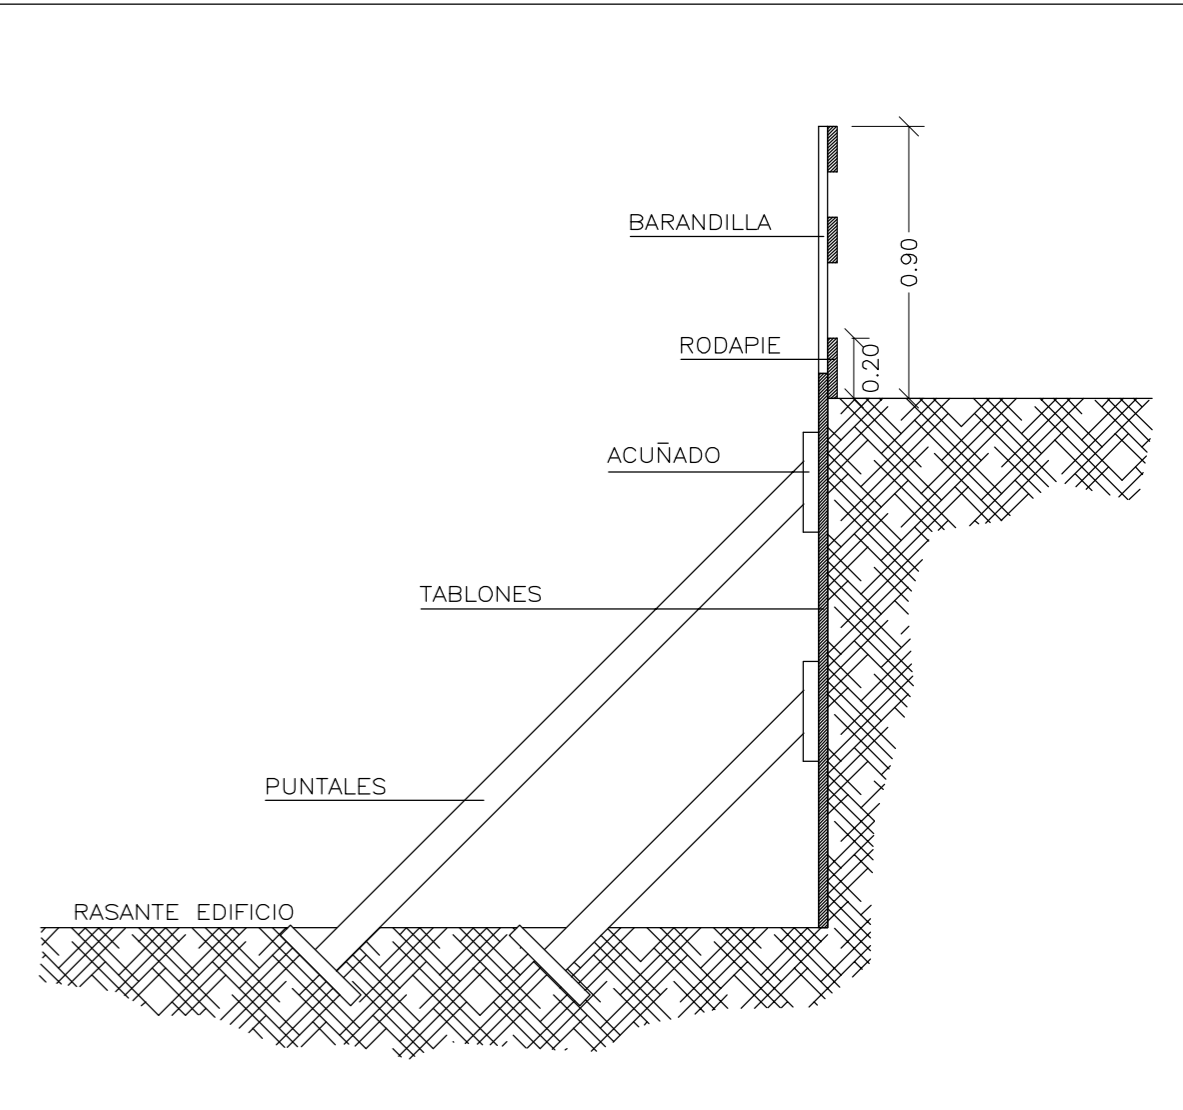 BARANDILLA
0.90
RODAPIE
0.20
ACUÑADO
TABLONES
PUNTALES
RASANTE EDIFICIO